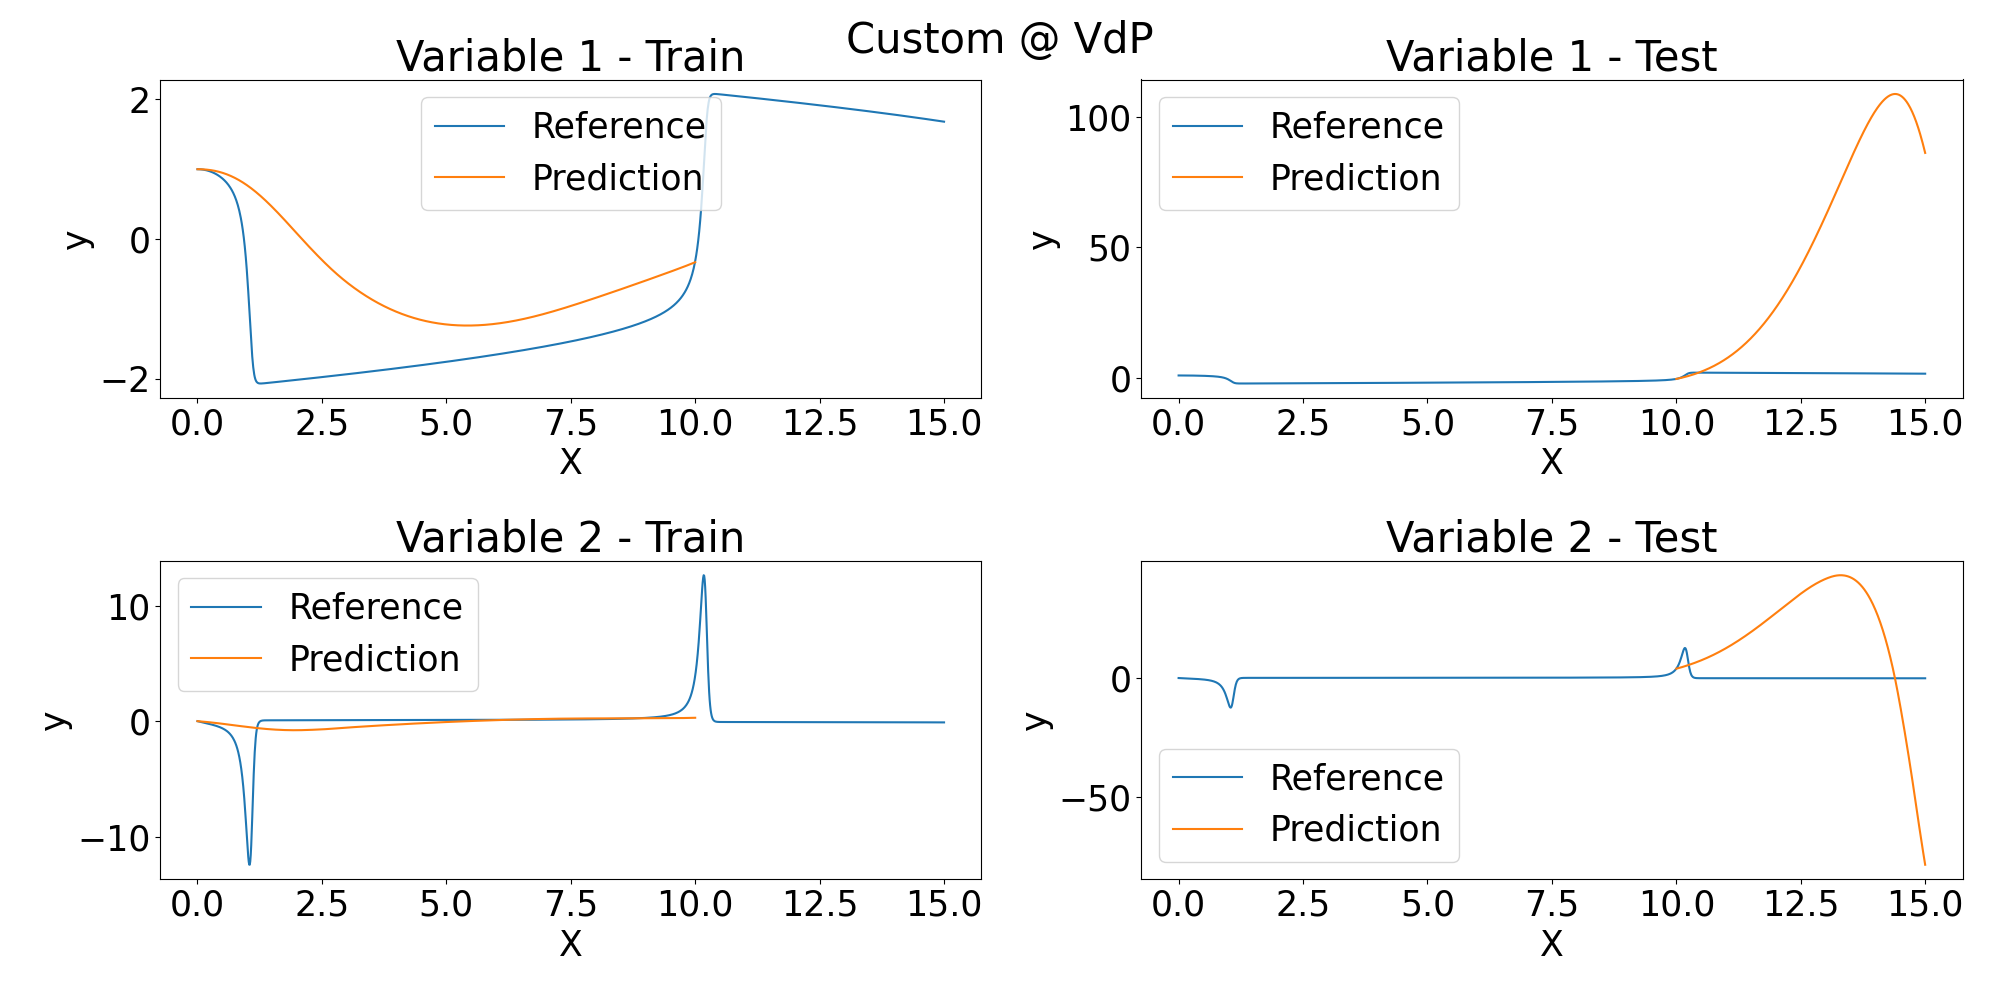 Custom @ VdP
Variable 1 - Train
2
0
−2
y
Reference
Prediction
0.0 2.5 5.0 7.5 10.0 12.5 15.0
X
Variable 1 - Test
100
50
0
y
Reference
Prediction
0.0 2.5 5.0 7.5 10.0 12.5 15.0
X
Variable 2 - Train
10
0
−10
y
Reference
Prediction
0.0 2.5 5.0 7.5 10.0 12.5 15.0
X
Variable 2 - Test
0
−50
y
Reference
Prediction
0.0 2.5 5.0 7.5 10.0 12.5 15.0
X